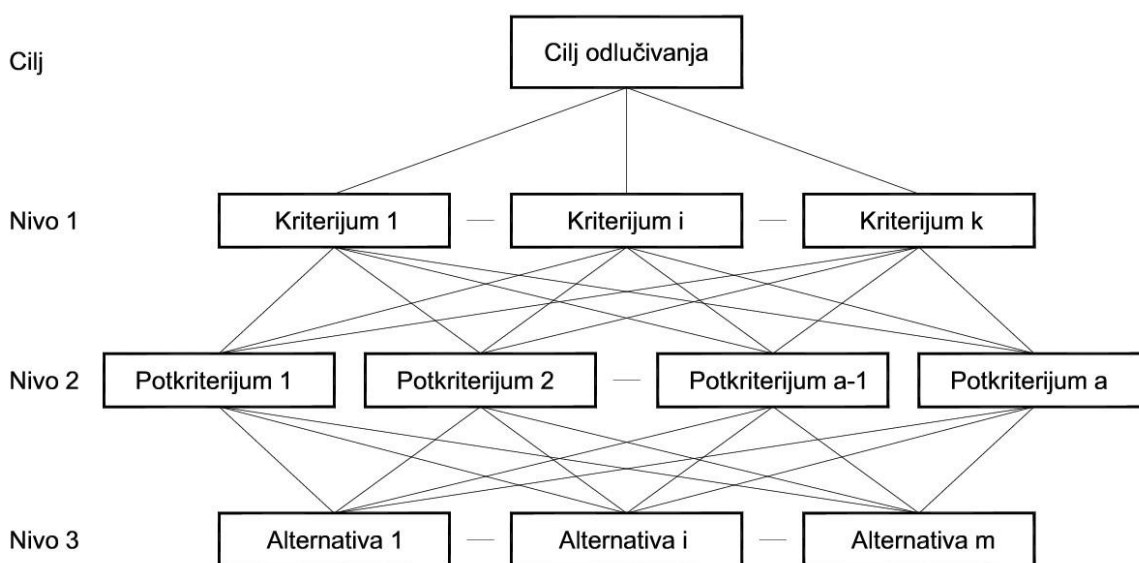 Cilj
Cilj odlučivanja
Nivo 1
Kriterijum 1
Kriterijum i
Kriterijum k
Nivo 2
Potkriterijum 1
Potkriterijum 2
Potkriterijum a-1
Potkriterijum a
Nivo 3
Alternativa 1
Alternativa i
Alternativa m